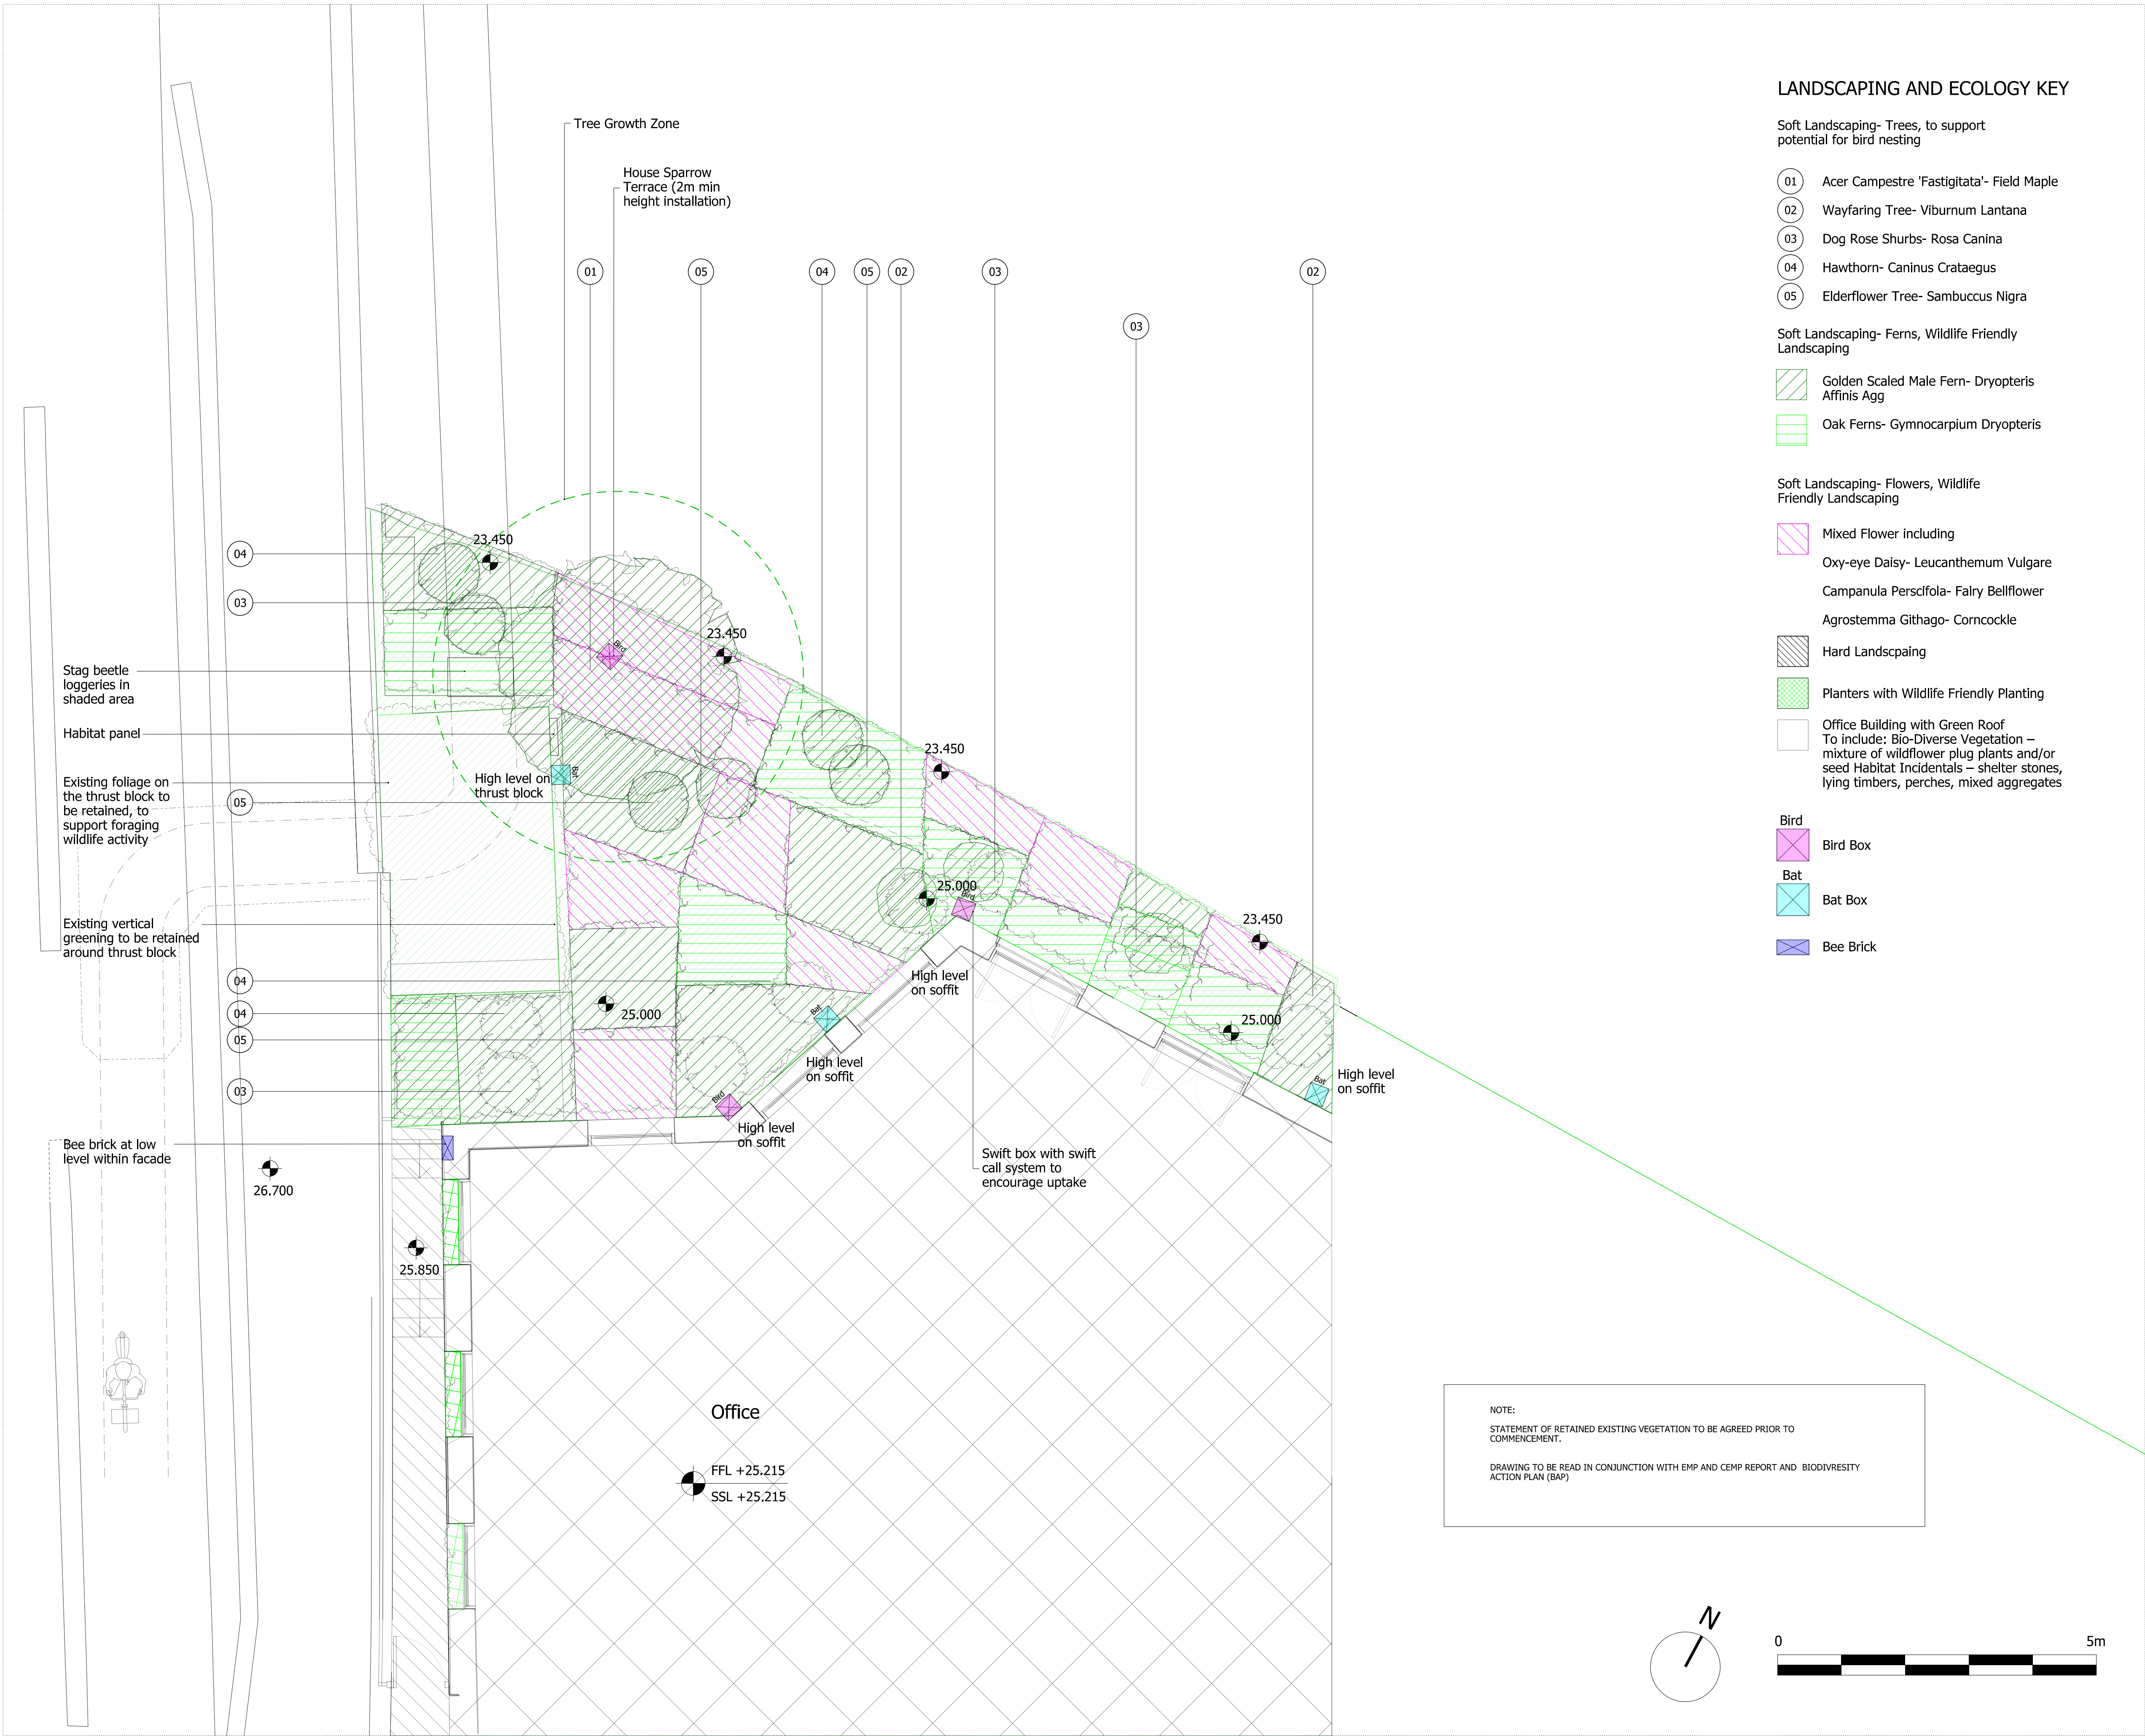 Tree Growth Zone
House Sparrow
Terrace (2m min
height installation)
01
05
04
05
02
03
02
03
04
23.450
03
23.450
Bird
Stag beetle
loggeries in
shaded area
Habitat panel
23.450
Existing foliage on
the thrust block to
be retained, to
support foraging
wildlife activity
High level on
thrust block
Bat
05
25.000
Bird
Existing vertical
greening to be retained
around thrust block
23.450
04
04
05
03
High level
on soffit
25.000
Bat
25.000
High level
on soffit
Bat
High level
on soffit
Bird
High level
on soffit
Bee brick at low
level within facade
Swift box with swift
call system to
encourage uptake
26.700
25.850
Office
FFL +25.215
SSL +25.215
LANDSCAPING AND ECOLOGY KEY
Soft Landscaping- Trees, to support
potential for bird nesting
01 Acer Campestre 'Fastigitata'- Field Maple
02 Wayfaring Tree- Viburnum Lantana
03 Dog Rose Shurbs- Rosa Canina
04 Hawthorn- Caninus Crataegus
05 Elderflower Tree- Sambuccus Nigra
Soft Landscaping- Ferns, Wildlife Friendly
Landscaping
Golden Scaled Male Fern- Dryopteris
Affinis Agg
Oak Ferns- Gymnocarpium Dryopteris
Soft Landscaping- Flowers, Wildlife
Friendly Landscaping
Mixed Flower including
Oxy-eye Daisy- Leucanthemum Vulgare
Campanula Perscifola- Fairy Bellflower
Agrostemma Githago- Corncockle
Hard Landscpaing
Planters with Wildlife Friendly Planting
Office Building with Green Roof
To include: Bio-Diverse Vegetation –
mixture of wildflower plug plants and/or
seed Habitat Incidentals – shelter stones,
lying timbers, perches, mixed aggregates
Bird
Bird Box
Bat
Bat Box
Bee Brick
NOTE:
STATEMENT OF RETAINED EXISTING VEGETATION TO BE AGREED PRIOR TO
COMMENCEMENT.
DRAWING TO BE READ IN CONJUNCTION WITH EMP AND CEMP REPORT AND BIODIVRESITY
ACTION PLAN (BAP)
N
0 5m